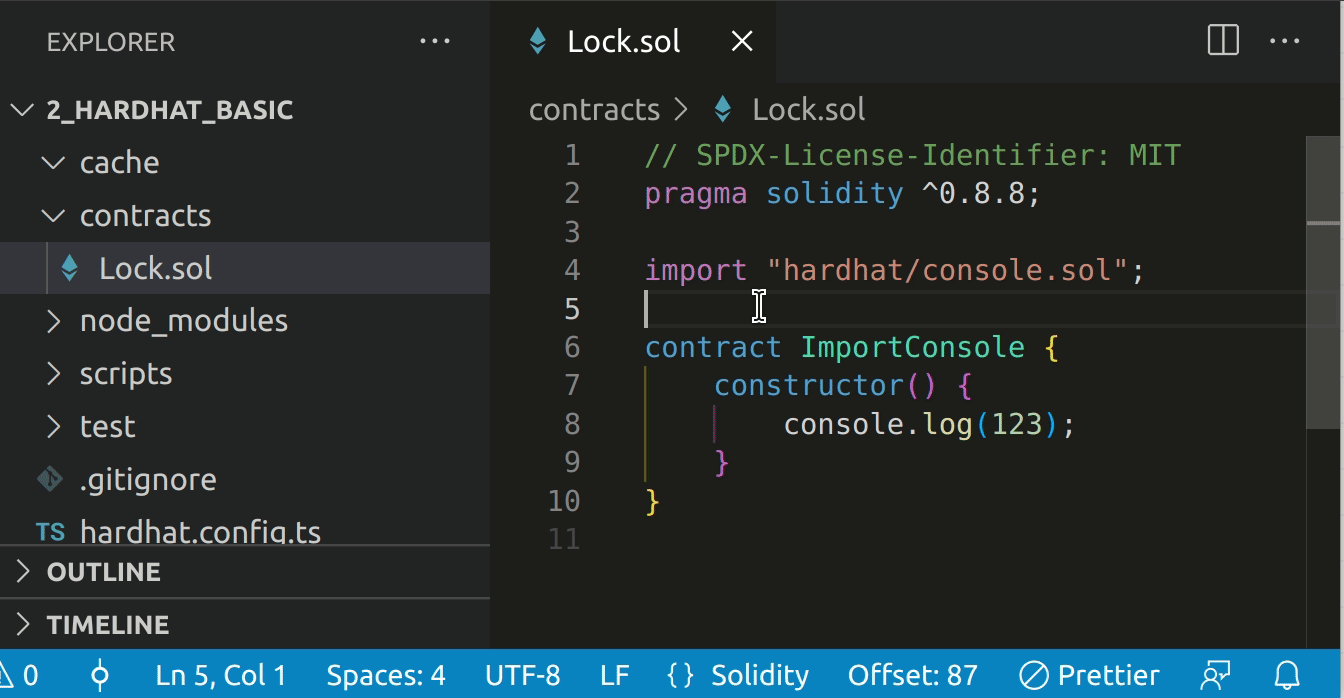 EXPLORER
2_HARDHAT_BASIC
cache
contracts
Lock.sol
node_modules
scripts
test
.gitignore
TS hardhat.config.ts
OUTLINE
TIMELINE
Lock.sol
contracts > Lock.sol
1 // SPDX-License-Identifier: MIT
2 pragma solidity ^0.8.8;
3
4 import "hardhat/console.sol";
5
6 contract ImportConsole {
7 constructor() {
8 console.log(123);
9 }
10 }
11
0 Ln 5, Col 1 Spaces: 4 UTF-8 LF {} Solidity Offset: 87 Prettier